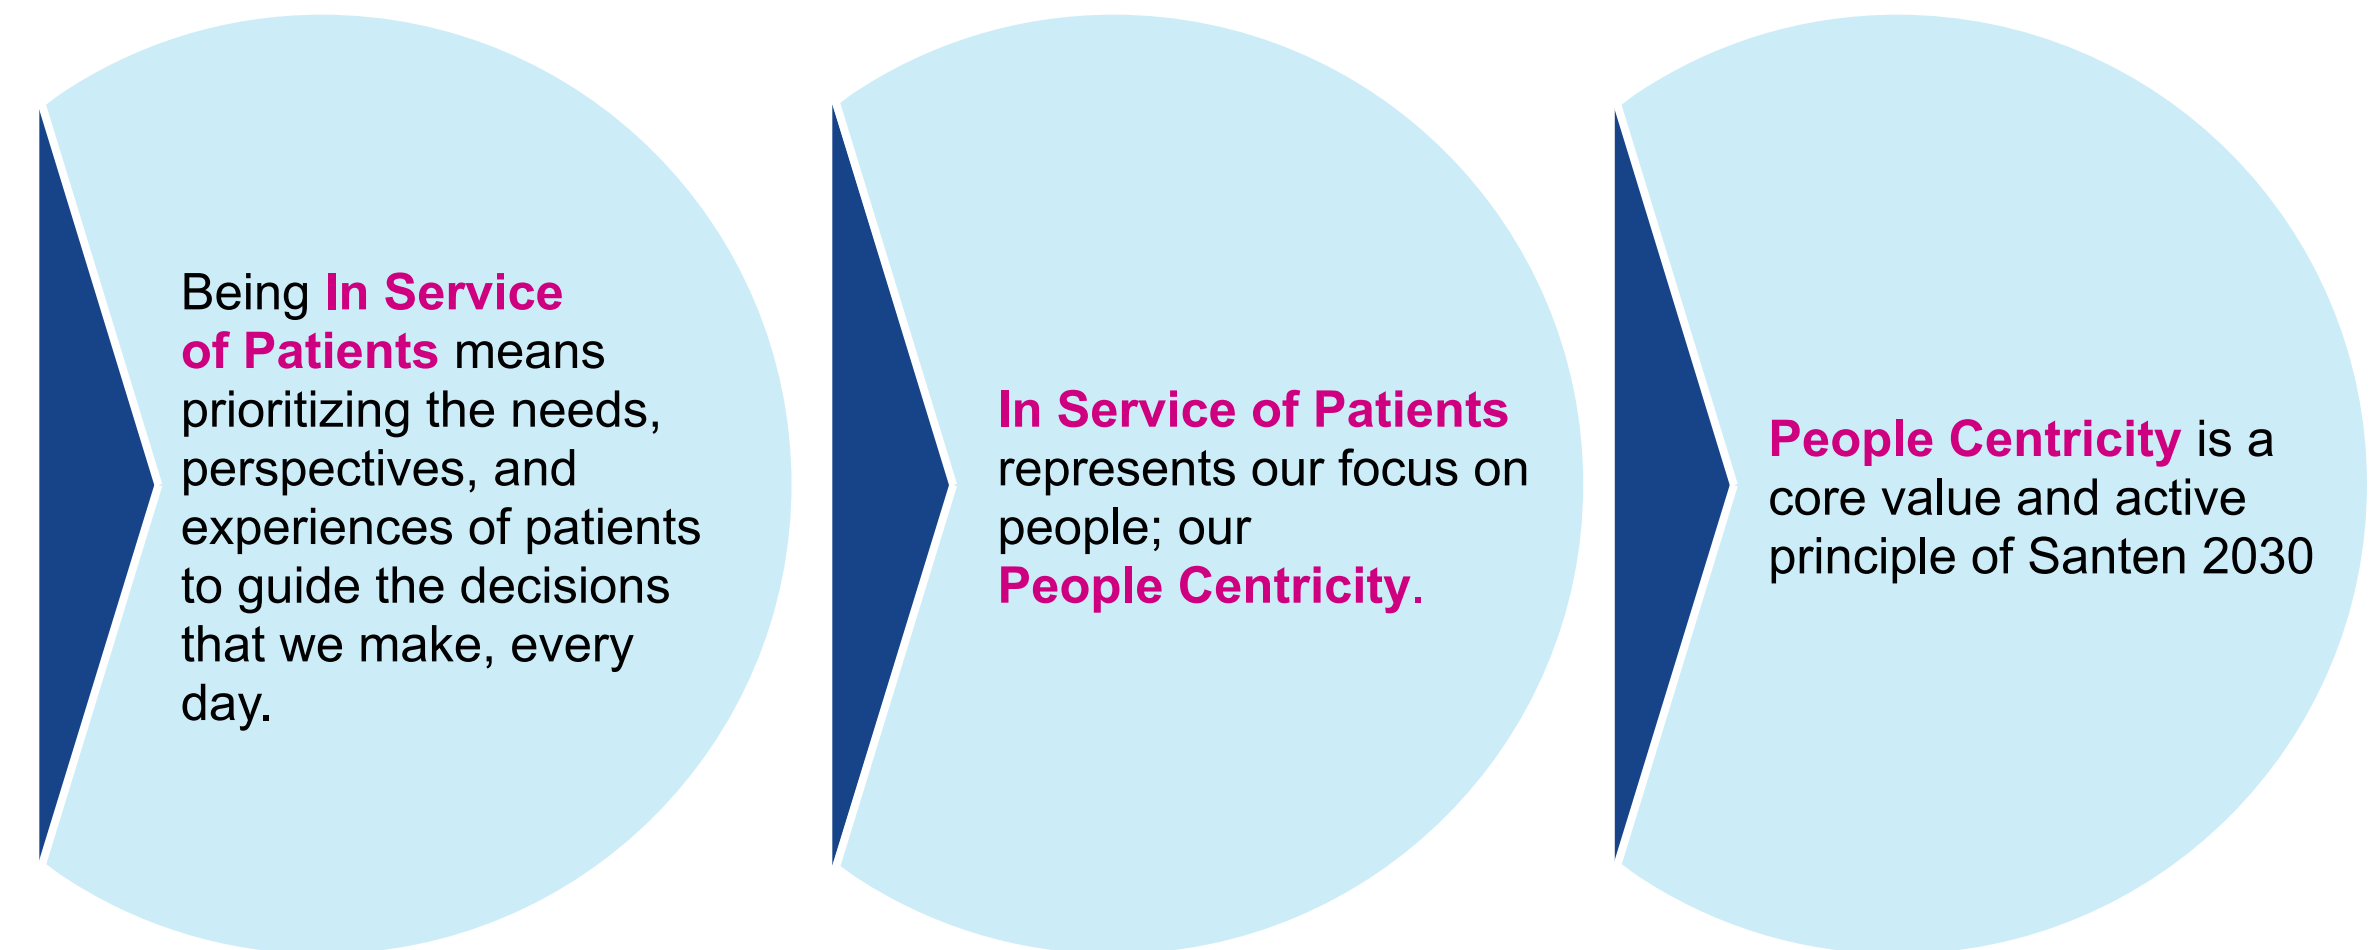 Being In Service
of Patients means
prioritizing the needs,
perspectives, and
experiences of patients
to guide the decisions
that we make, every
day.
In Service of Patients
represents our focus on
people; our
People Centricity.
People Centricity is a
core value and active
principle of Santen 2030